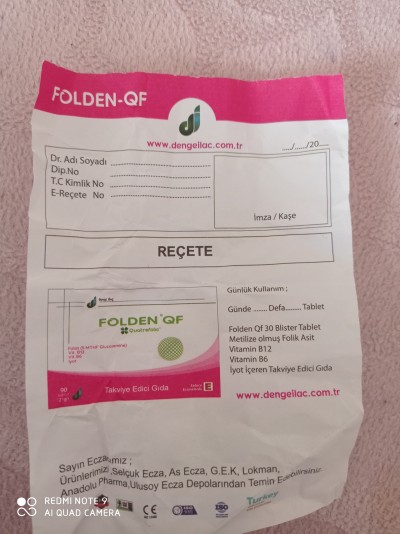 FOLDEN-QF
www.dengeilac.com.tr
Dr. Adı Soyadı
Dip.No
T.C Kimlik No
E-Reçete No
...../....../20.....
İmza / Kaşe
REÇETE
FOLDEN QF
Quatrefolic
90
Takviye Edici Gıda
E
Günlük Kullanım ;
Günde ....... Defa........ Tablet
Folden Qf 30 Blister Tablet
Metilize olmuş Folik Asit
Vitamin B12
Vitamin B6
İyot İçeren Takviye Edici Gıda
www.dengeilac.com.tr
Sayın Eczacımız ;
Ürünlerimizi ;Selçuk Ecza, As Ecza, G.E.K, Lokman,
Anadolu Pharma,Ulusoy Ecza Depolarından Temin Edebilirsiniz
Turkey
REDMI NOTE 9
AI QUAD CAMERA